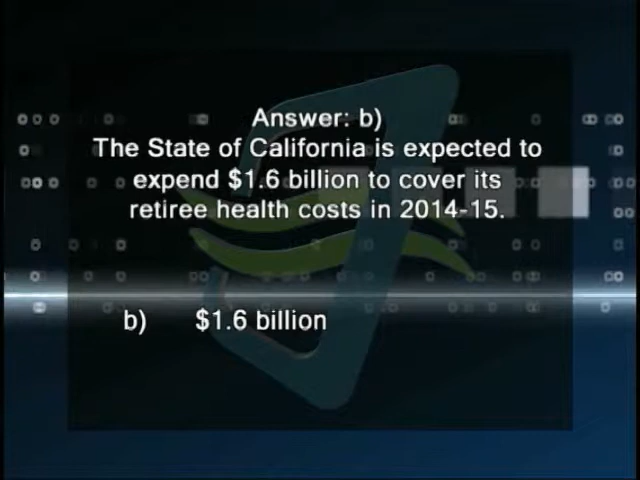 Answer: b)
The State of California is expected to
expend $1.6 billion to cover its
retiree health costs in 2014-15.
b) $1.6 billion